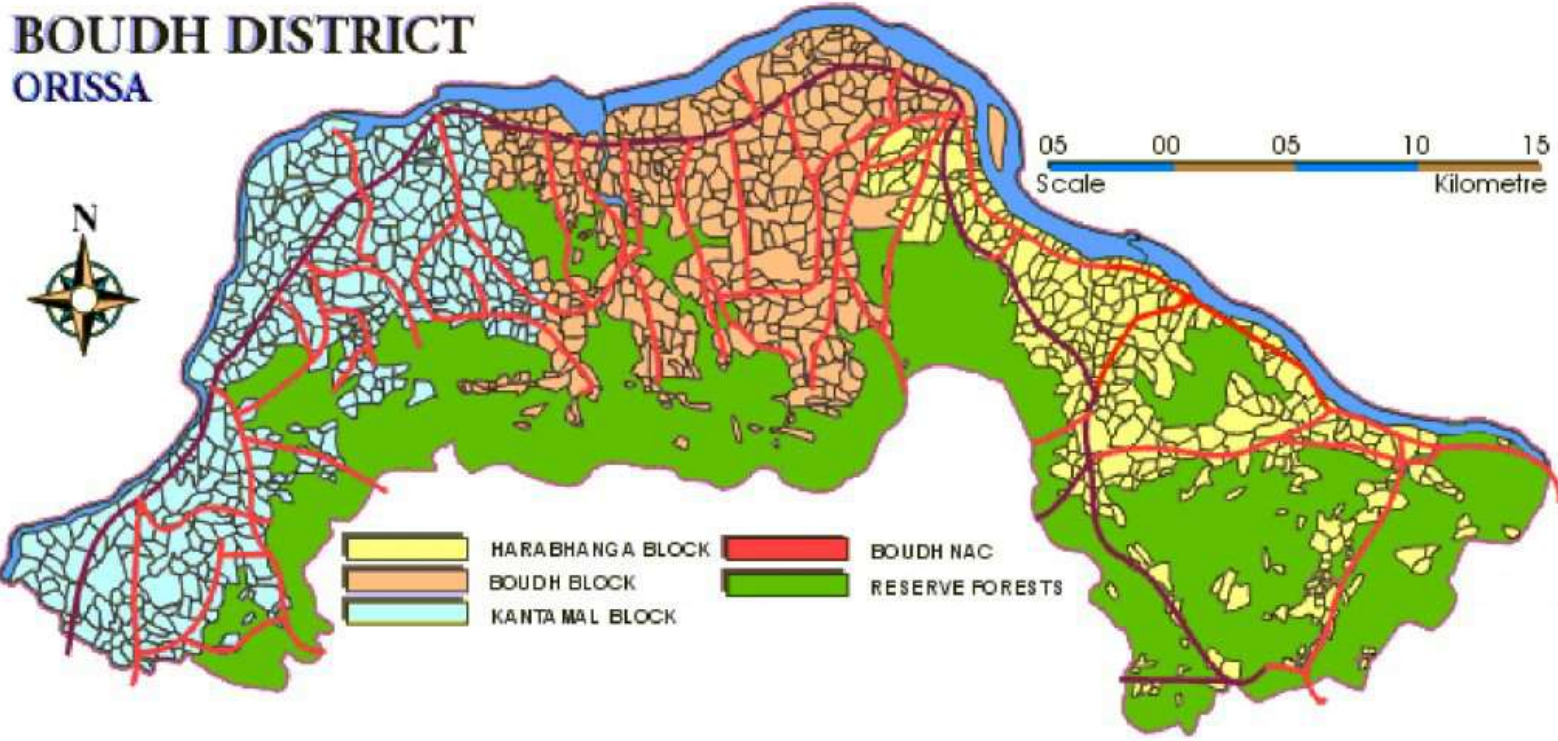 BOUDH DISTRICT
ORISSA
N
05 00 05 10 15
Scale Kilometre
HARABHANGA BLOCK
BOUDH BLOCK
KANTAMAL BLOCK
BOUDH NAC
RESERVE FORESTS